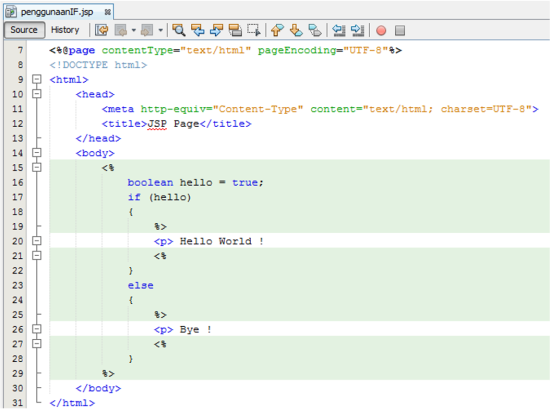 penggunaanIF.jsp
Source History
7 <%@page contentType="text/html" pageEncoding="UTF-8"%>
8 <!DOCTYPE html>
9 <html>
10 <head>
11 <meta http-equiv="Content-Type" content="text/html; charset=UTF-8">
12 <title>JSP Page</title>
13 </head>
14 <body>
15 <%
16 boolean hello = true;
17 if (hello)
18 {
19 %>
20 <p> Hello World !
21 <%
22 }
23 else
24 {
25 %>
26 <p> Bye !
27 <%
28 }
29 %>
30 </body>
31 </html>